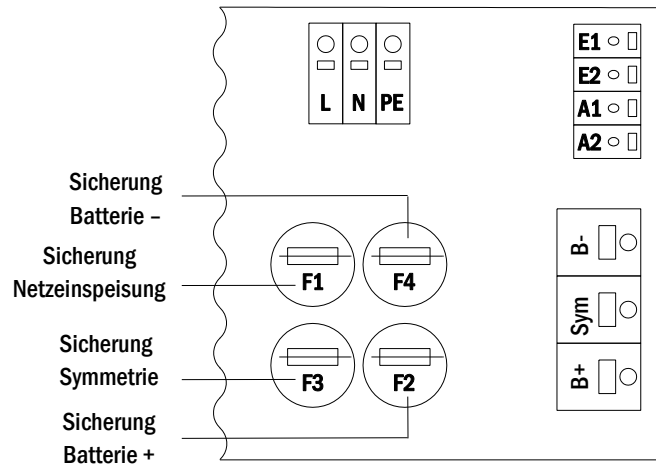 E1
E2
L N PE
A1
A2
Sicherung
Batterie –
B-
Sicherung
Netzeinspeisung
F1
F4
Sym
Sicherung
Symmetrie
F3
F2
B+
Sicherung
Batterie +